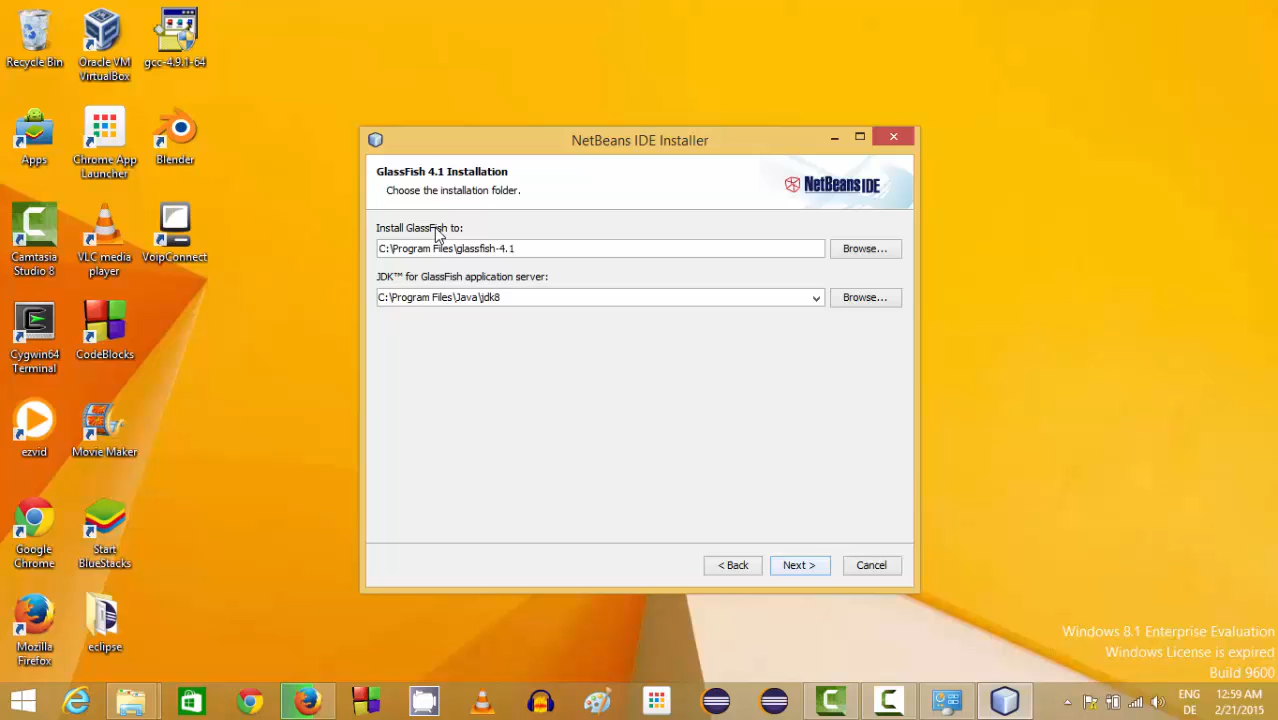 Recycle Bin
Oracle VM
VirtualBox
gcc-4.9.1-64
Apps
Chrome App
Launcher
Blender
Camtasia
Studio 8
VLC media
player
VoipConnect
Cygwin64
Terminal
CodeBlocks
ezvid
Movie Maker
Google
Chrome
Start
BlueStacks
Mozilla
Firefox
eclipse
NetBeans IDE Installer
GlassFish 4.1 Installation
Choose the installation folder.
NetBeans IDE
Install GlassFish to:
C:\Program Files\glassfish-4.1
Browse...
JDK™ for GlassFish application server:
C:\Program Files\Java\jdk8
Browse...
< Back
Next >
Cancel
Windows 8.1 Enterprise Evaluation
Windows License is expired
Build 9600
ENG
DE
12:59 AM
2/21/2015